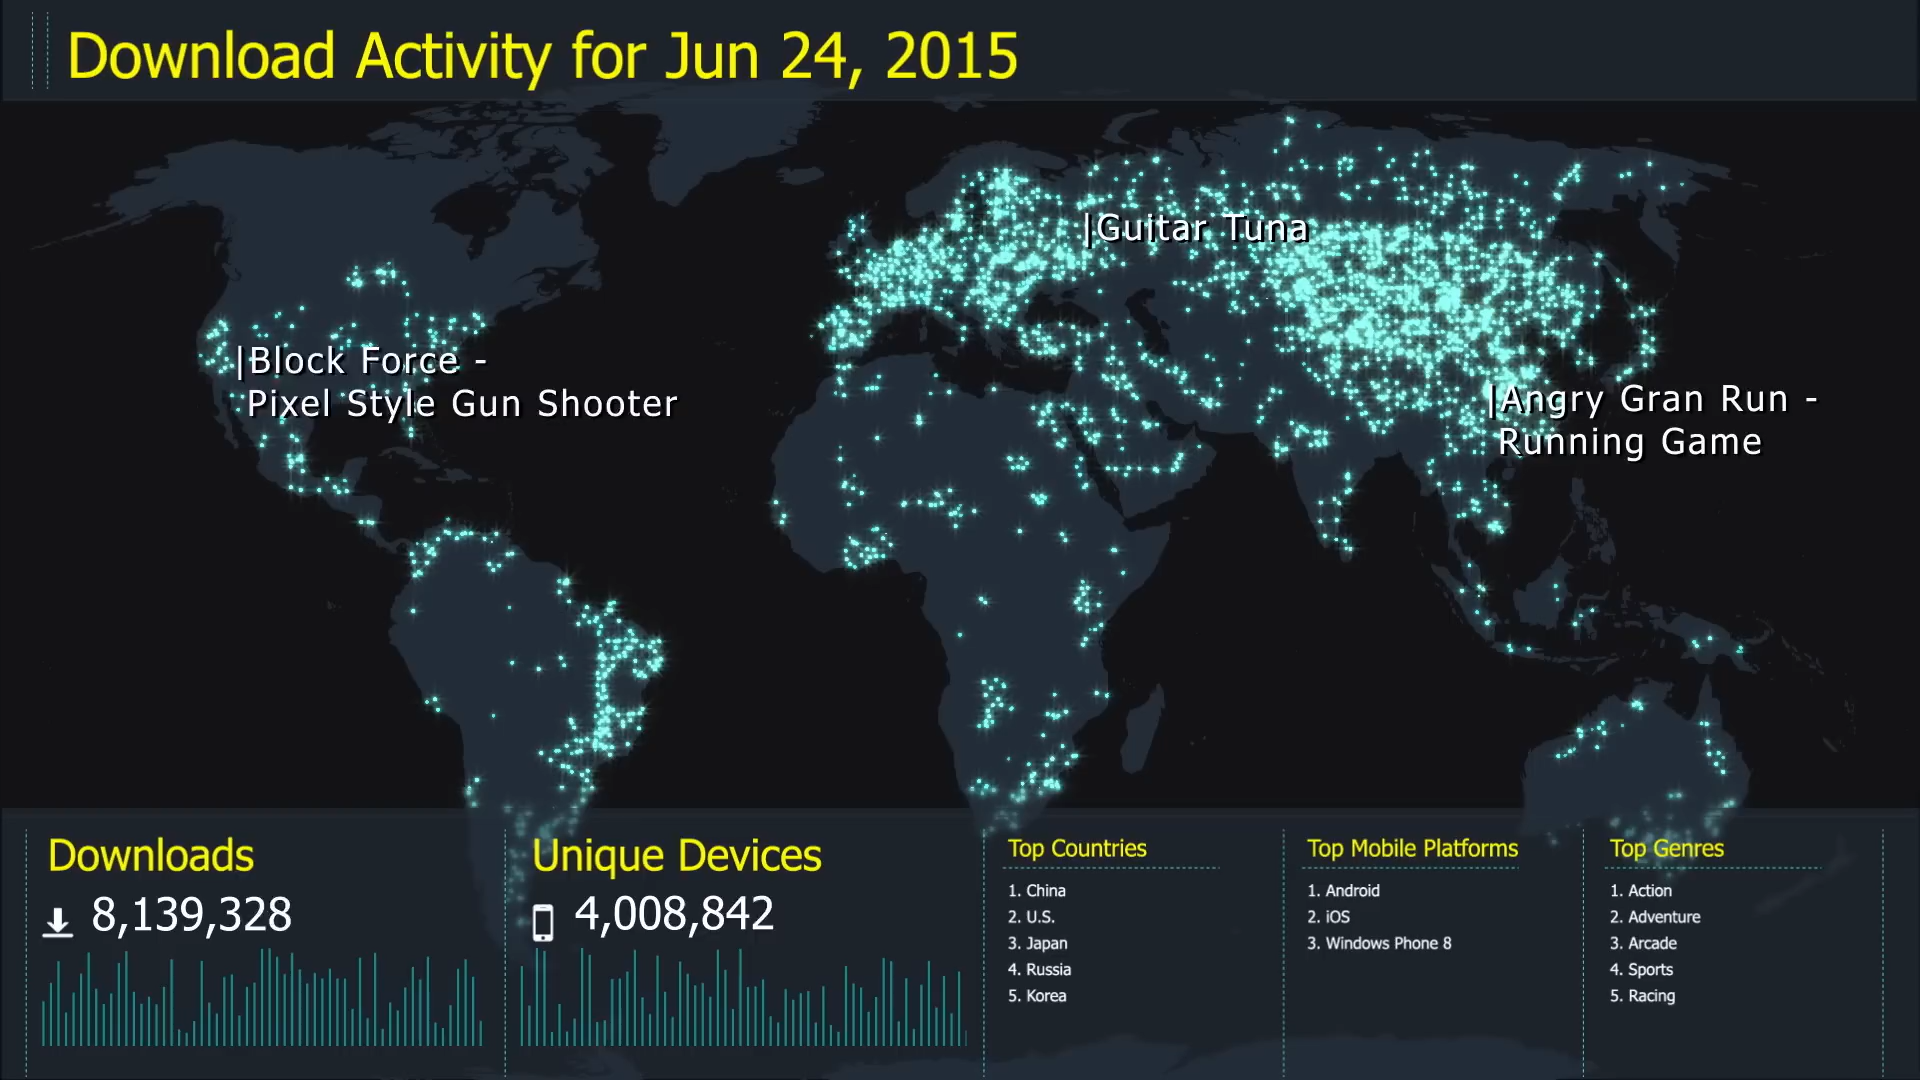 Download Activity for Jun 24, 2015
|Guitar Tuna
|Block Force -
Pixel Style Gun Shooter
|Angry Gran Run -
Running Game
Downloads
8,139,328
Unique Devices
4,008,842
Top Countries
1. China
2. U.S.
3. Japan
4. Russia
5. Korea
Top Mobile Platforms
1. Android
2. iOS
3. Windows Phone 8
Top Genres
1. Action
2. Adventure
3. Arcade
4. Sports
5. Racing